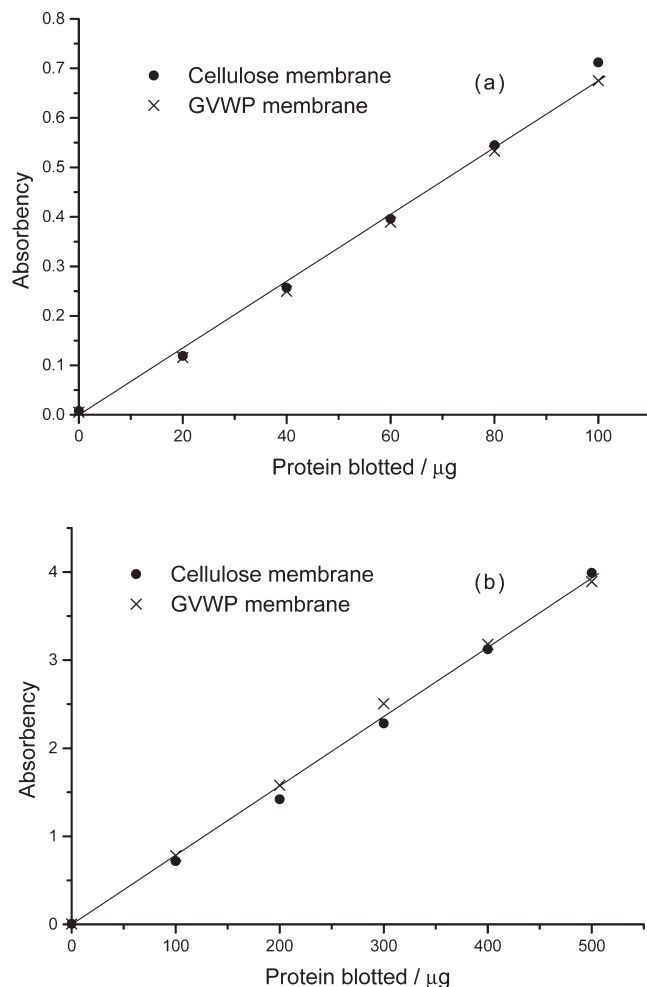 0.8
0.7
0.6
0.5
0.4
0.3
0.2
0.1
0.0
Absorbency
Cellulose membrane
GVWP membrane
(a)
0 20 40 60 80 100
Protein blotted / μg
4
3
2
1
0
Absorbency
Cellulose membrane
GVWP membrane
(b)
0 100 200 300 400 500
Protein blotted / μg